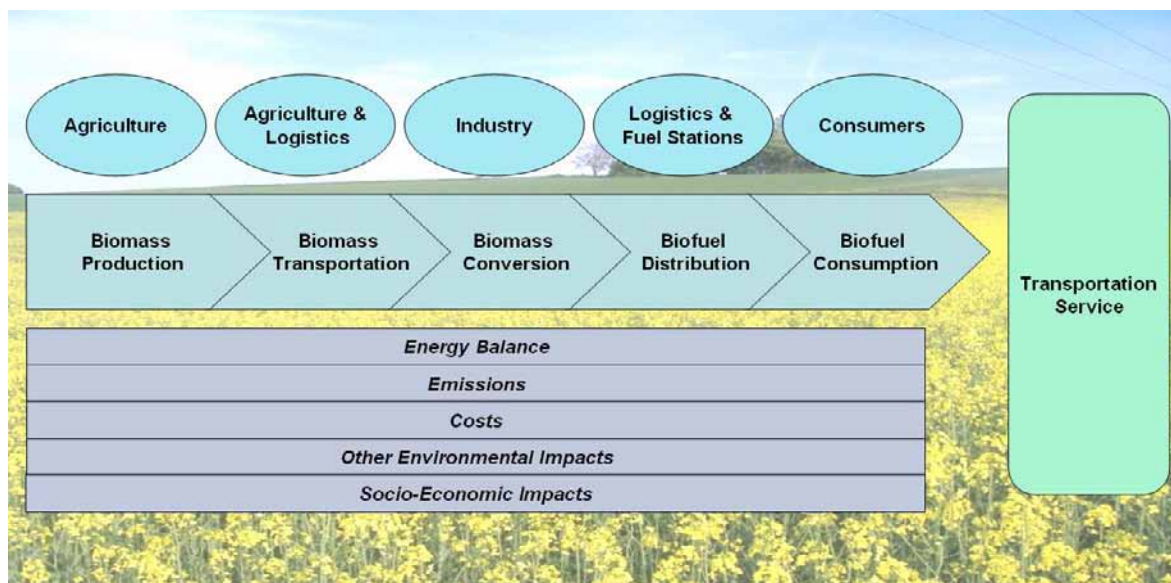 Agriculture
Agriculture &
Logistics
Industry
Logistics &
Fuel Stations
Consumers
Biomass
Production
Biomass
Transportation
Biomass
Conversion
Biofuel
Distribution
Biofuel
Consumption
Transportation
Service
Energy Balance
Emissions
Costs
Other Environmental Impacts
Socio-Economic Impacts